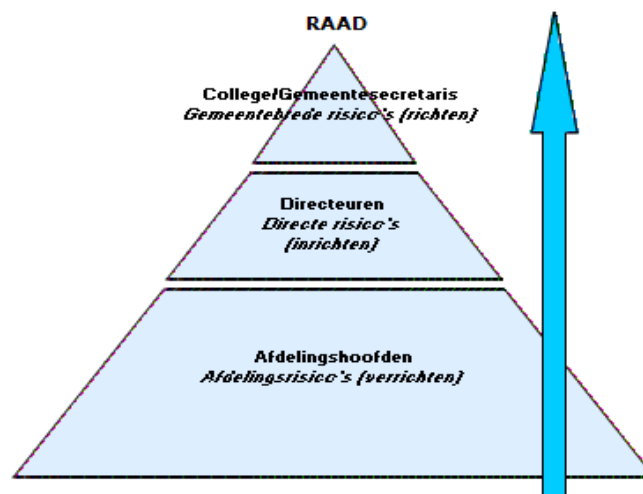 RAAD
College/Gemeentesecretaris
Gemeentebrede risico's (richten)
Directeuren
Directe risico's
(inrichten)
Afdelingshoofden
Afdelingsrisico's (verrichten)